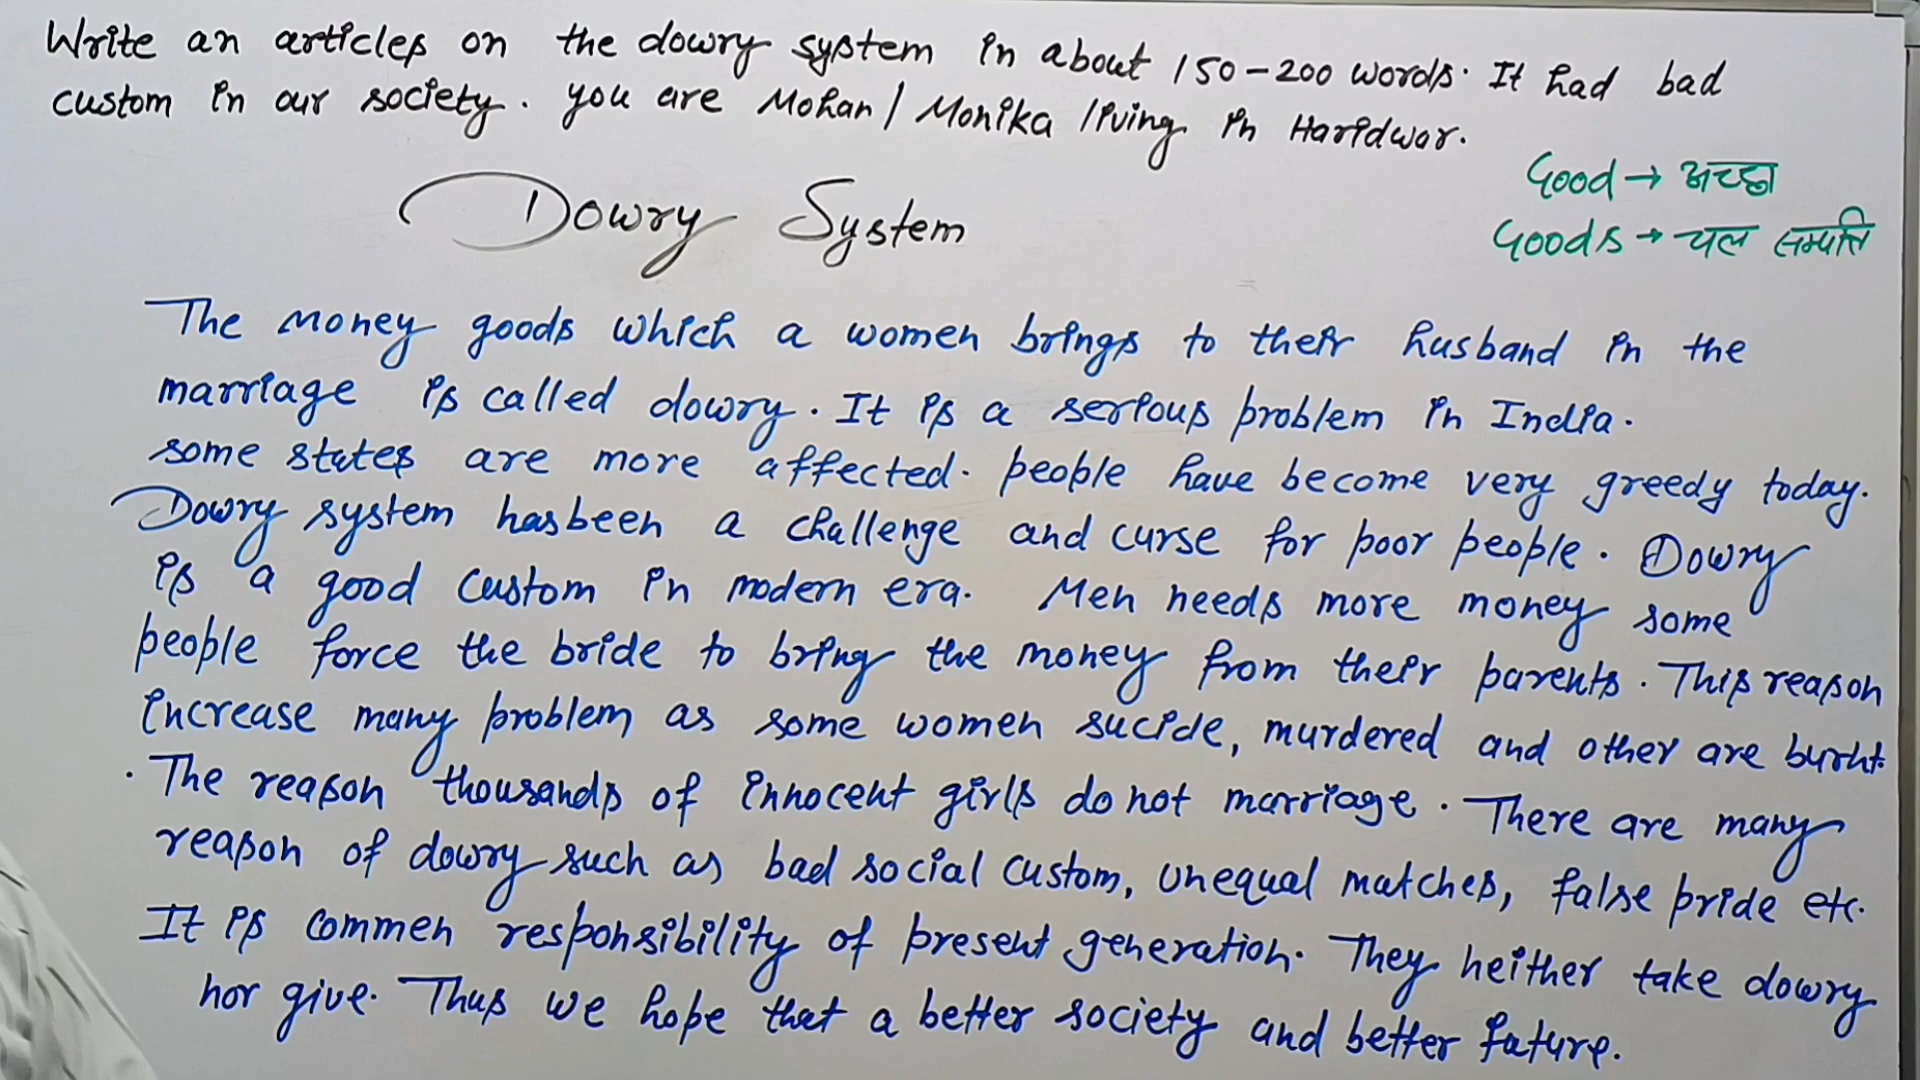 Write an articles on the dowry system in about 150-200 words. It had bad
custom in our society. you are Mohan / Monika living in Haridwar.
Good → अच्छा
Dowry System
Goods → चल सम्पत्ति
The money goods which a women brings to their husband in the
marriage is called dowry. It is a serious problem in India.
some states are more affected. people have become very greedy today.
Dowry system has been a challenge and curse for poor people. Dowry
is a good custom in modern era. Men needs more money some
people force the bride to bring the money from their parents. This reason
increase many problem as some women sucide, murdered and other are burnt.
. The reason thousands of innocent girls do not marriage. There are many
reason of dowry such as bad social custom, unequal matches, false pride etc.
It is commen responsibility of present generation. They neither take dowry
nor give. Thus we hope that a better society and better future.